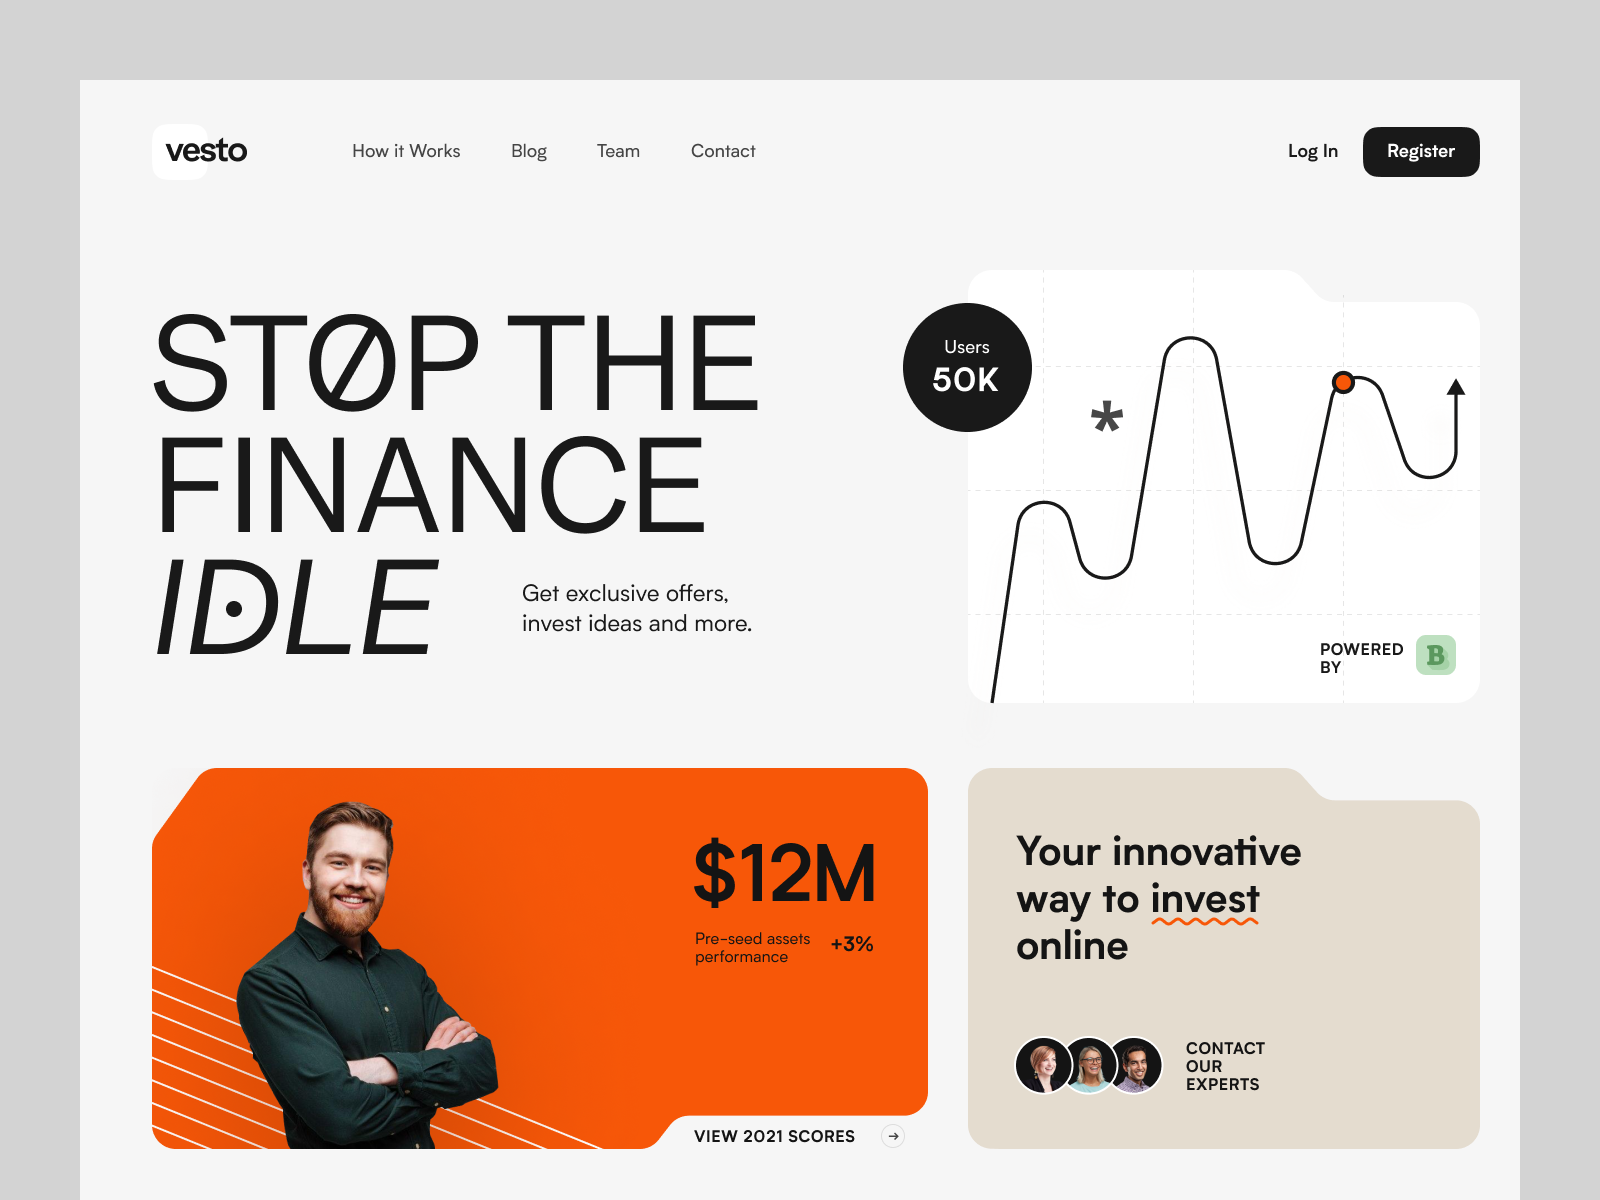 vesto
How it Works
Blog
Team
Contact
Log In
Register
STØP THE
FINANCE
IDLE
Get exclusive offers,
invest ideas and more.
Users
50K
*
POWERED
BY
B
$12M
Pre-seed assets
performance
+3%
VIEW 2021 SCORES
Your innovative
way to invest
online
CONTACT
OUR
EXPERTS